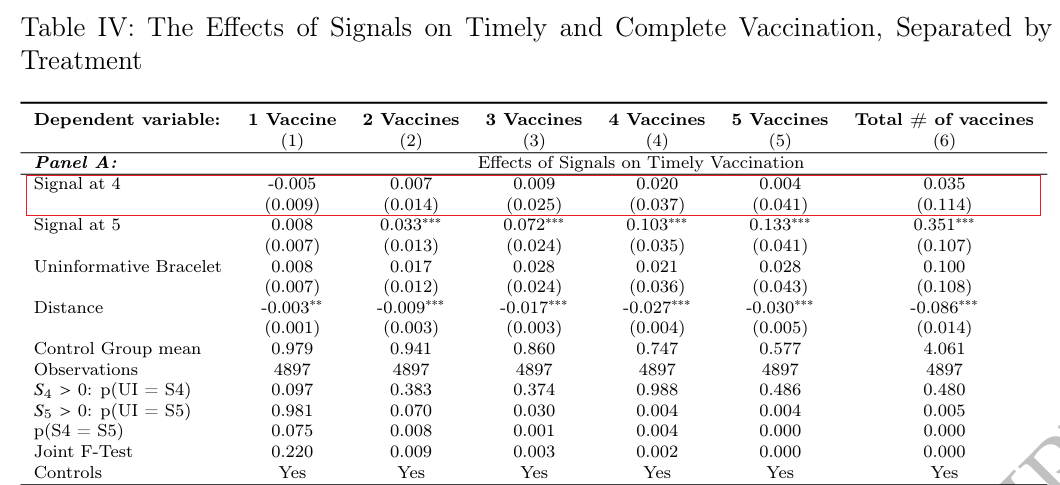 Table IV: The Effects of Signals on Timely and Complete Vaccination, Separated by
Treatment
Dependent variable: 1 Vaccine 2 Vaccines 3 Vaccines 4 Vaccines 5 Vaccines Total # of vaccines
(1) (2) (3) (4) (5) (6)
Panel A: Effects of Signals on Timely Vaccination
Signal at 4 -0.005 0.007 0.009 0.020 0.004 0.035
(0.009) (0.014) (0.025) (0.037) (0.041) (0.114)
Signal at 5 0.008 0.033*** 0.072*** 0.103*** 0.133*** 0.351***
(0.007) (0.013) (0.024) (0.035) (0.041) (0.107)
Uninformative Bracelet 0.008 0.017 0.028 0.021 0.028 0.100
(0.007) (0.012) (0.024) (0.036) (0.043) (0.108)
Distance -0.003** -0.009*** -0.017*** -0.027*** -0.030*** -0.086***
(0.001) (0.003) (0.003) (0.004) (0.005) (0.014)
Control Group mean 0.979 0.941 0.860 0.747 0.577 4.061
Observations 4897 4897 4897 4897 4897 4897
S₄ > 0: p(UI = S4) 0.097 0.383 0.374 0.988 0.486 0.480
S₅ > 0: p(UI = S5) 0.981 0.070 0.030 0.004 0.004 0.005
p(S4 = S5) 0.075 0.008 0.001 0.004 0.000 0.000
Joint F-Test 0.220 0.009 0.003 0.002 0.000 0.000
Controls Yes Yes Yes Yes Yes Yes